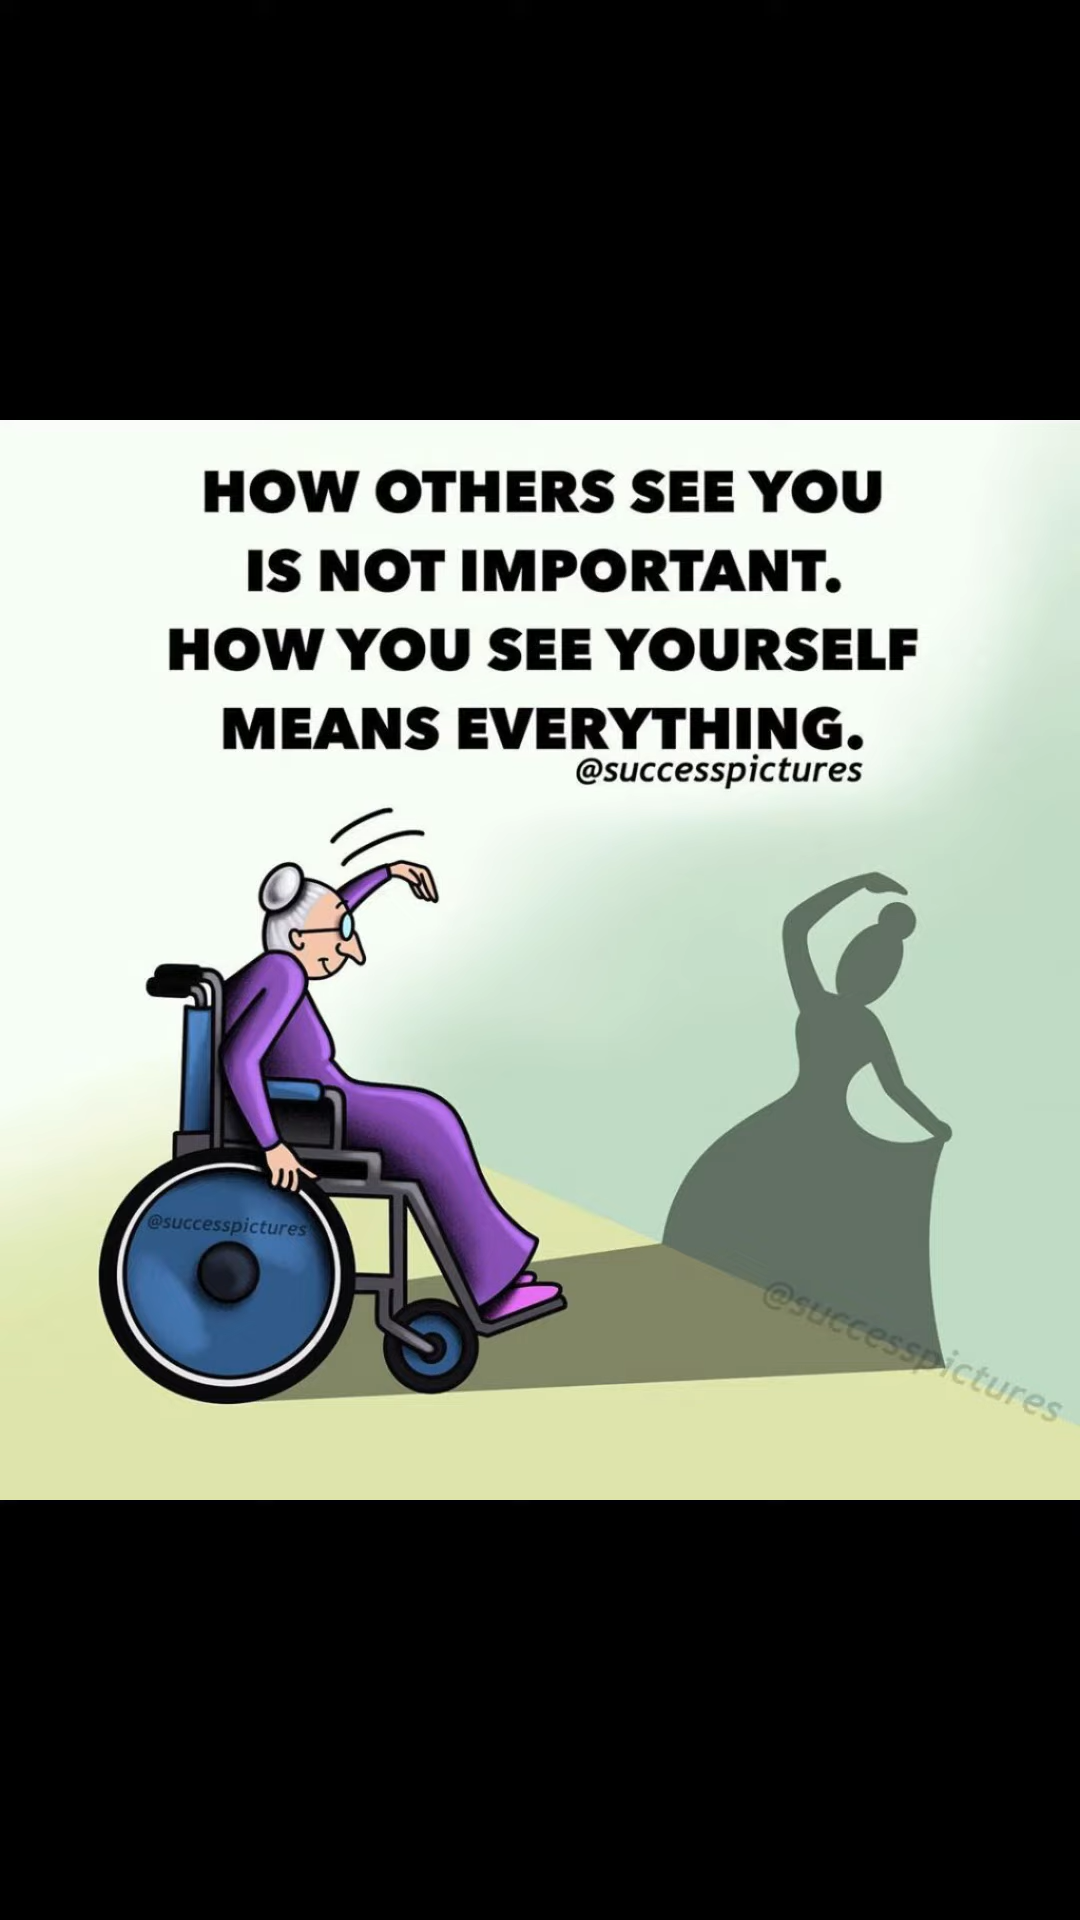 HOW OTHERS SEE YOU
IS NOT IMPORTANT.
HOW YOU SEE YOURSELF
MEANS EVERYTHING.
@successpictures
@successpictures
@successpictures